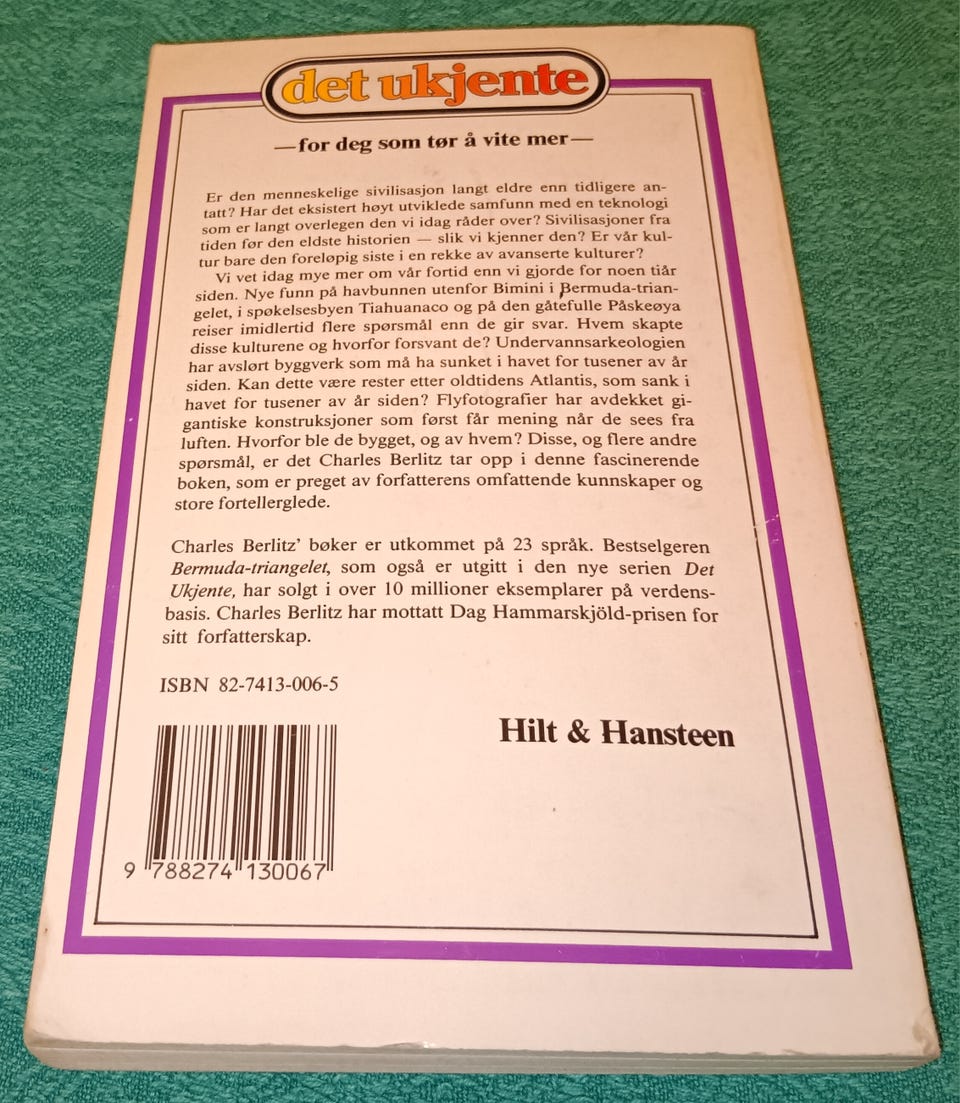 det ukjente
—for deg som tør å vite mer—
Er den menneskelige sivilisasjon langt eldre enn tidligere an-
tatt? Har det eksistert høyt utviklede samfunn med en teknologi
som er langt overlegen den vi idag råder over? Sivilisasjoner fra
tiden før den eldste historien — slik vi kjenner den? Er vår kul-
tur bare den foreløpig siste i en rekke av avanserte kulturer?
Vi vet idag mye mer om vår fortid enn vi gjorde for noen tiår
siden. Nye funn på havbunnen utenfor Bimini i Bermuda-trian-
gelet, i spøkelsesbyen Tiahuanaco og på den gåtefulle Påskeøya
reiser imidlertid flere spørsmål enn de gir svar. Hvem skapte
disse kulturene og hvorfor forsvant de? Undervannsarkeologien
har avslørt byggverk som må ha sunket i havet for tusener av år
siden. Kan dette være rester etter oldtidens Atlantis, som sank i
havet for tusener av år siden? Flyfotografier har avdekket gi-
gantiske konstruksjoner som først får mening når de sees fra
luften. Hvorfor ble de bygget, og av hvem? Disse, og flere andre
spørsmål, er det Charles Berlitz tar opp i denne fascinerende
boken, som er preget av forfatterens omfattende kunnskaper og
store fortellerglede.
Charles Berlitz’ bøker er utkommet på 23 språk. Bestselgeren
Bermuda-triangelet, som også er utgitt i den nye serien Det
Ukjente, har solgt i over 10 millioner eksemplarer på verdens-
basis. Charles Berlitz har mottatt Dag Hammarskjöld-prisen for
sitt forfatterskap.
ISBN 82-7413-006-5
Hilt & Hansteen
9 788274 130067